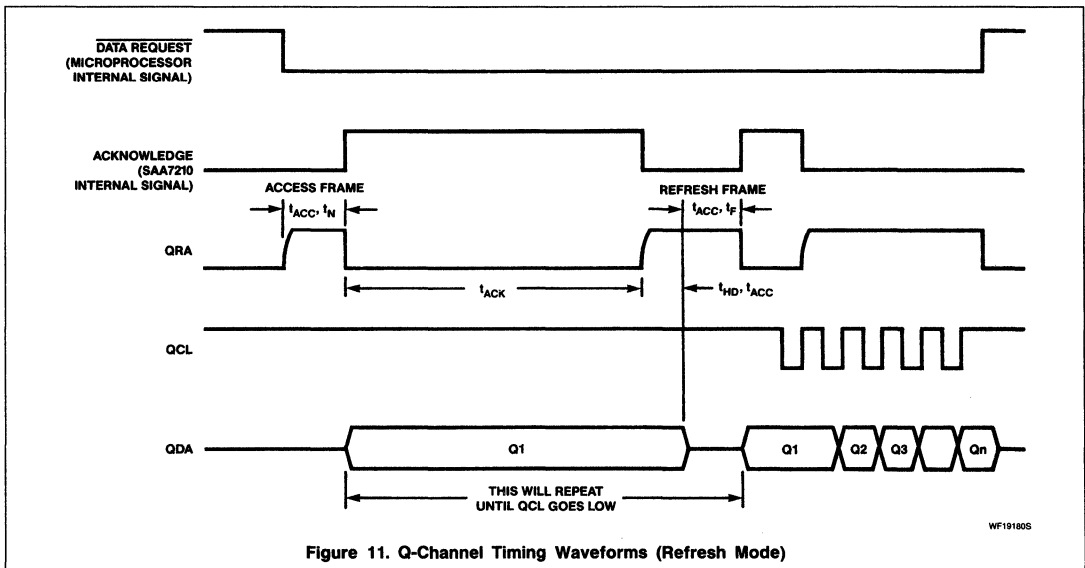 DATA REQUEST
(MICROPROCESSOR
INTERNAL SIGNAL)
ACKNOWLEDGE
(SAA7210
INTERNAL SIGNAL)
ACCESS FRAME
REFRESH FRAME
tACC, tN
tACC, tF
QRA
tACK
tHD, tACC
QCL
QDA
Q1
Q1
Q2
Q3
Qn
THIS WILL REPEAT
UNTIL QCL GOES LOW
WF19180S
Figure 11. Q-Channel Timing Waveforms (Refresh Mode)